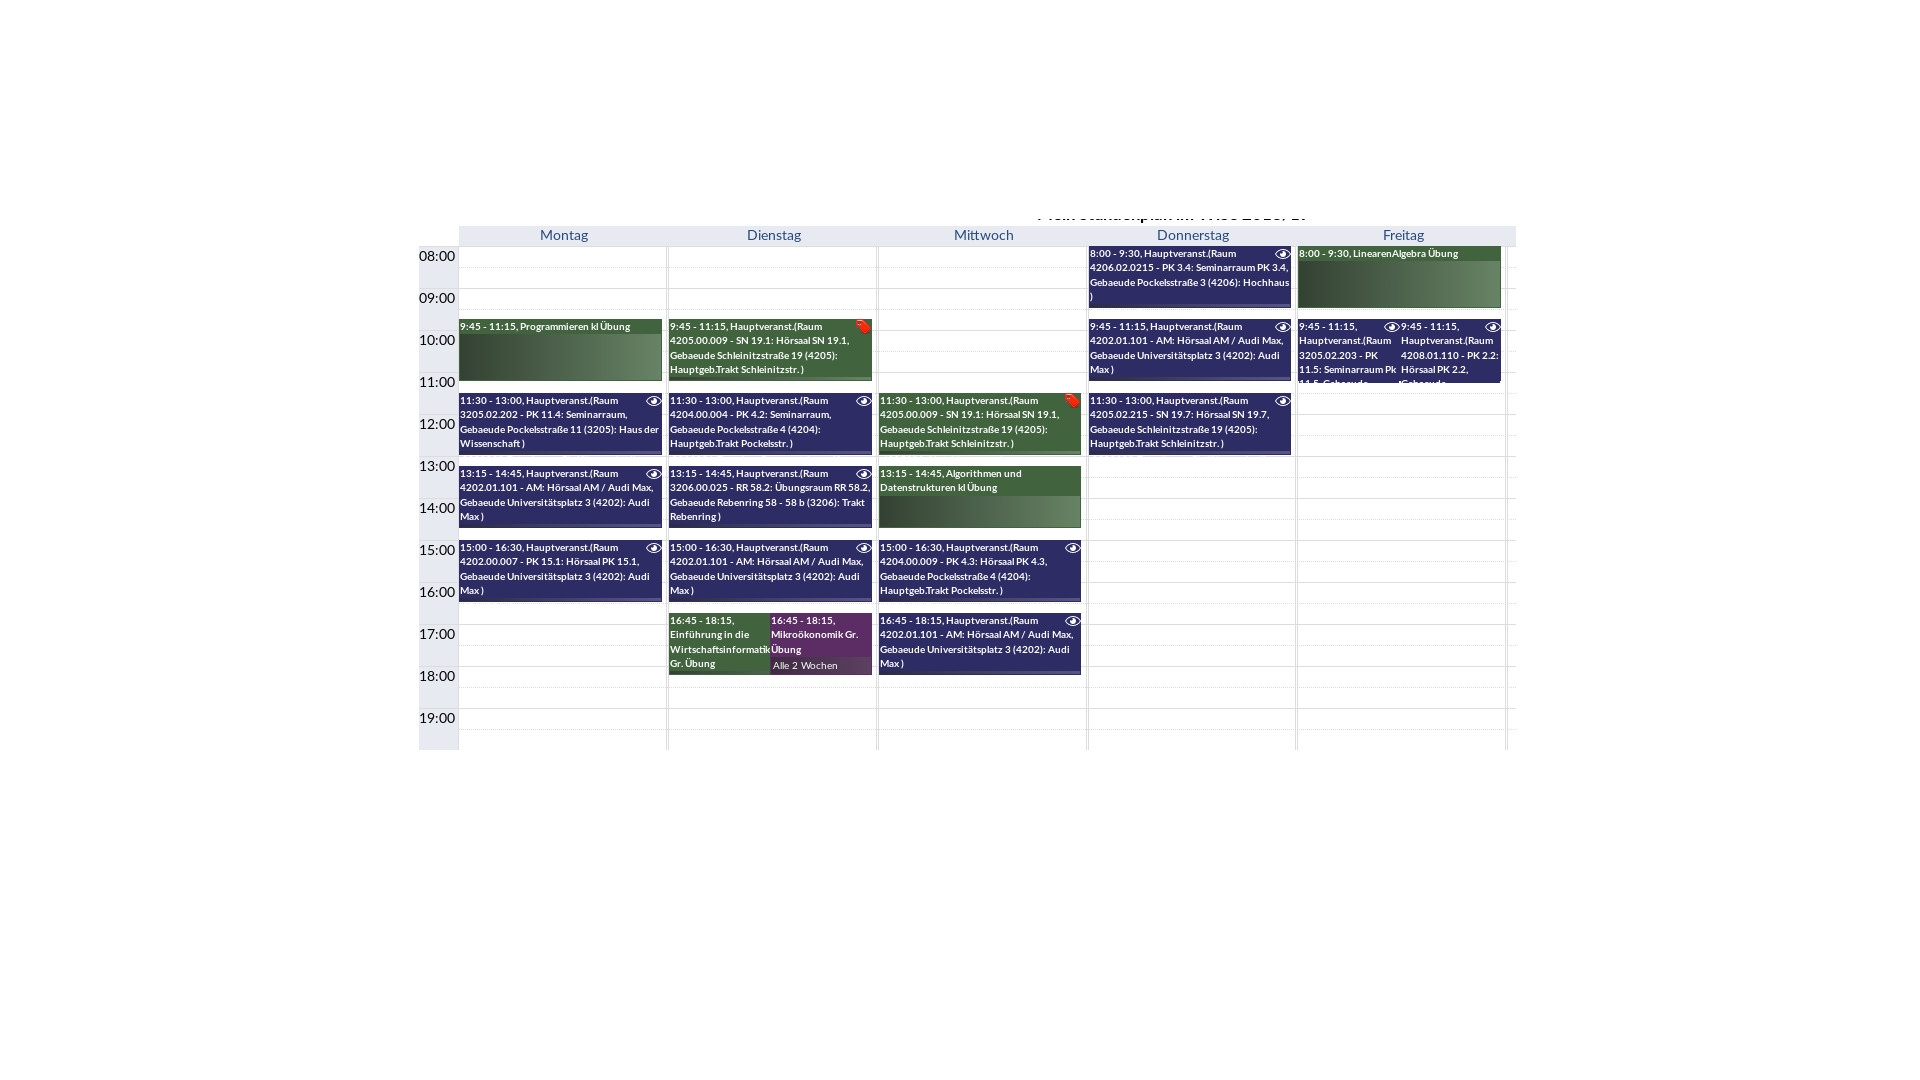 Montag
Dienstag
Mittwoch
Donnerstag
Freitag
08:00
09:00
10:00
11:00
12:00
13:00
14:00
15:00
16:00
17:00
18:00
19:00
9:45 - 11:15, Programmieren kl Übung
11:30 - 13:00, Hauptveranst.(Raum
3205.02.202 - PK 11.4: Seminarraum,
Gebaeude Pockelsstraße 11 (3205): Haus der
Wissenschaft )
13:15 - 14:45, Hauptveranst.(Raum
4202.01.101 - AM: Hörsaal AM / Audi Max,
Gebaeude Universitätsplatz 3 (4202): Audi
Max )
15:00 - 16:30, Hauptveranst.(Raum
4202.00.007 - PK 15.1: Hörsaal PK 15.1,
Gebaeude Universitätsplatz 3 (4202): Audi
Max )
9:45 - 11:15, Hauptveranst.(Raum
4205.00.009 - SN 19.1: Hörsaal SN 19.1,
Gebaeude Schleinitzstraße 19 (4205):
Hauptgeb.Trakt Schleinitzstr. )
11:30 - 13:00, Hauptveranst.(Raum
4204.00.004 - PK 4.2: Seminarraum,
Gebaeude Pockelsstraße 4 (4204):
Hauptgeb.Trakt Pockelsstr. )
13:15 - 14:45, Hauptveranst.(Raum
3206.00.025 - RR 58.2: Übungsraum RR 58.2,
Gebaeude Rebenring 58 - 58 b (3206): Trakt
Rebenring )
15:00 - 16:30, Hauptveranst.(Raum
4202.01.101 - AM: Hörsaal AM / Audi Max,
Gebaeude Universitätsplatz 3 (4202): Audi
Max )
16:45 - 18:15,
Einführung in die
Wirtschaftsinformatik
Gr. Übung
16:45 - 18:15,
Mikroökonomik Gr.
Übung
Alle 2 Wochen
11:30 - 13:00, Hauptveranst.(Raum
4205.00.009 - SN 19.1: Hörsaal SN 19.1,
Gebaeude Schleinitzstraße 19 (4205):
Hauptgeb.Trakt Schleinitzstr. )
13:15 - 14:45, Algorithmen und
Datenstrukturen kl Übung
15:00 - 16:30, Hauptveranst.(Raum
4204.00.009 - PK 4.3: Hörsaal PK 4.3,
Gebaeude Pockelsstraße 4 (4204):
Hauptgeb.Trakt Pockelsstr. )
16:45 - 18:15, Hauptveranst.(Raum
4202.01.101 - AM: Hörsaal AM / Audi Max,
Gebaeude Universitätsplatz 3 (4202): Audi
Max )
8:00 - 9:30, Hauptveranst.(Raum
4206.02.0215 - PK 3.4: Seminarraum PK 3.4,
Gebaeude Pockelsstraße 3 (4206): Hochhaus
)
9:45 - 11:15, Hauptveranst.(Raum
4202.01.101 - AM: Hörsaal AM / Audi Max,
Gebaeude Universitätsplatz 3 (4202): Audi
Max )
11:30 - 13:00, Hauptveranst.(Raum
4205.02.215 - SN 19.7: Hörsaal SN 19.7,
Gebaeude Schleinitzstraße 19 (4205):
Hauptgeb.Trakt Schleinitzstr. )
8:00 - 9:30, LinearenAlgebra Übung
9:45 - 11:15,
Hauptveranst.(Raum
3205.02.203 - PK
11.5: Seminarraum Pk
9:45 - 11:15,
Hauptveranst.(Raum
4208.01.110 - PK 2.2:
Hörsaal PK 2.2,